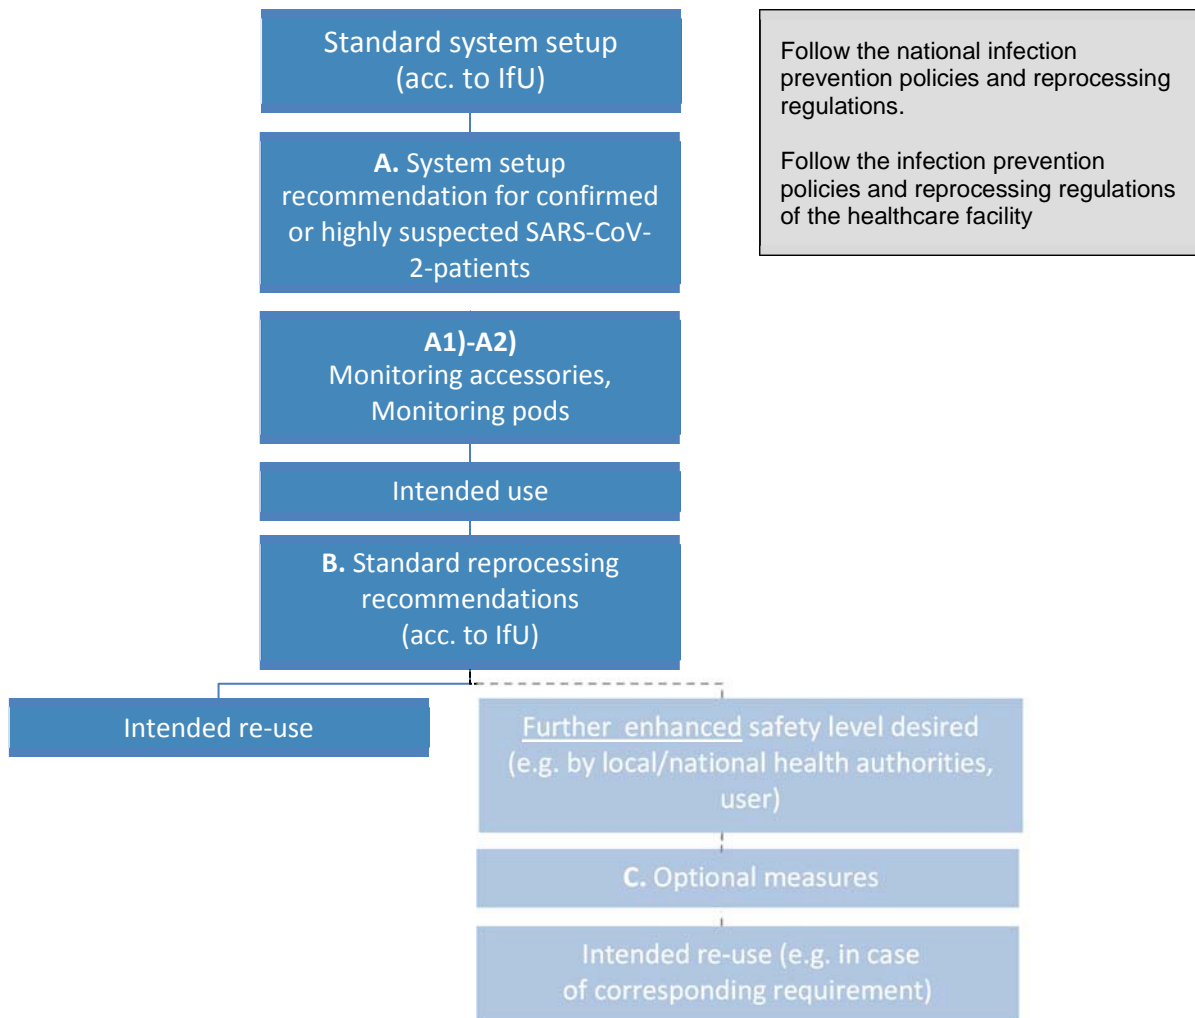 Standard system setup
(acc. to IfU)
Follow the national infection
prevention policies and reprocessing
regulations.
Follow the infection prevention
policies and reprocessing regulations
of the healthcare facility
A. System setup
recommendation for confirmed
or highly suspected SARS-CoV-
2-patients
A1)-A2)
Monitoring accessories,
Monitoring pods
Intended use
B. Standard reprocessing
recommendations
(acc. to IfU)
Intended re-use
Further enhanced safety level desired
(e.g. by local/national health authorities,
user)
C. Optional measures
Intended re-use (e.g. in case
of corresponding requirement)